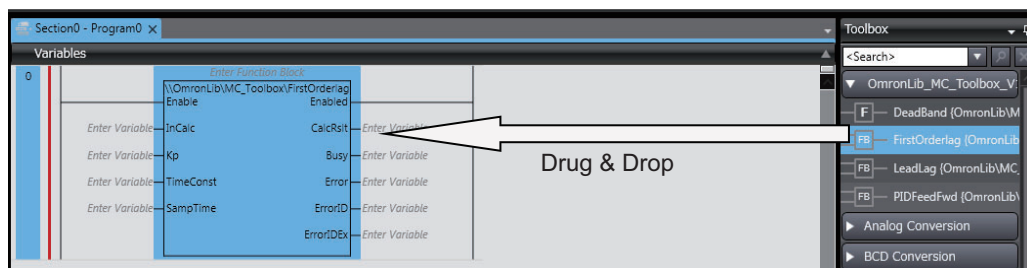 Section0 - Program0 ×
Variables
0
Enter Function Block
\\OmronLib\MC_Toolbox\FirstOrderlag
Enable Enabled
Enter Variable InCalc CalcRslt Enter Variable
Enter Variable Kp Busy Enter Variable
Enter Variable TimeConst Error Enter Variable
Enter Variable SampTime ErrorID Enter Variable
ErrorIDEx Enter Variable
Drug & Drop
Toolbox
<Search>
OmronLib_MC_Toolbox_V
F DeadBand {OmronLib\M
FB FirstOrderlag {OmronLib
FB LeadLag {OmronLib\MC_
FB PIDFeedFwd {OmronLib\
Analog Conversion
BCD Conversion